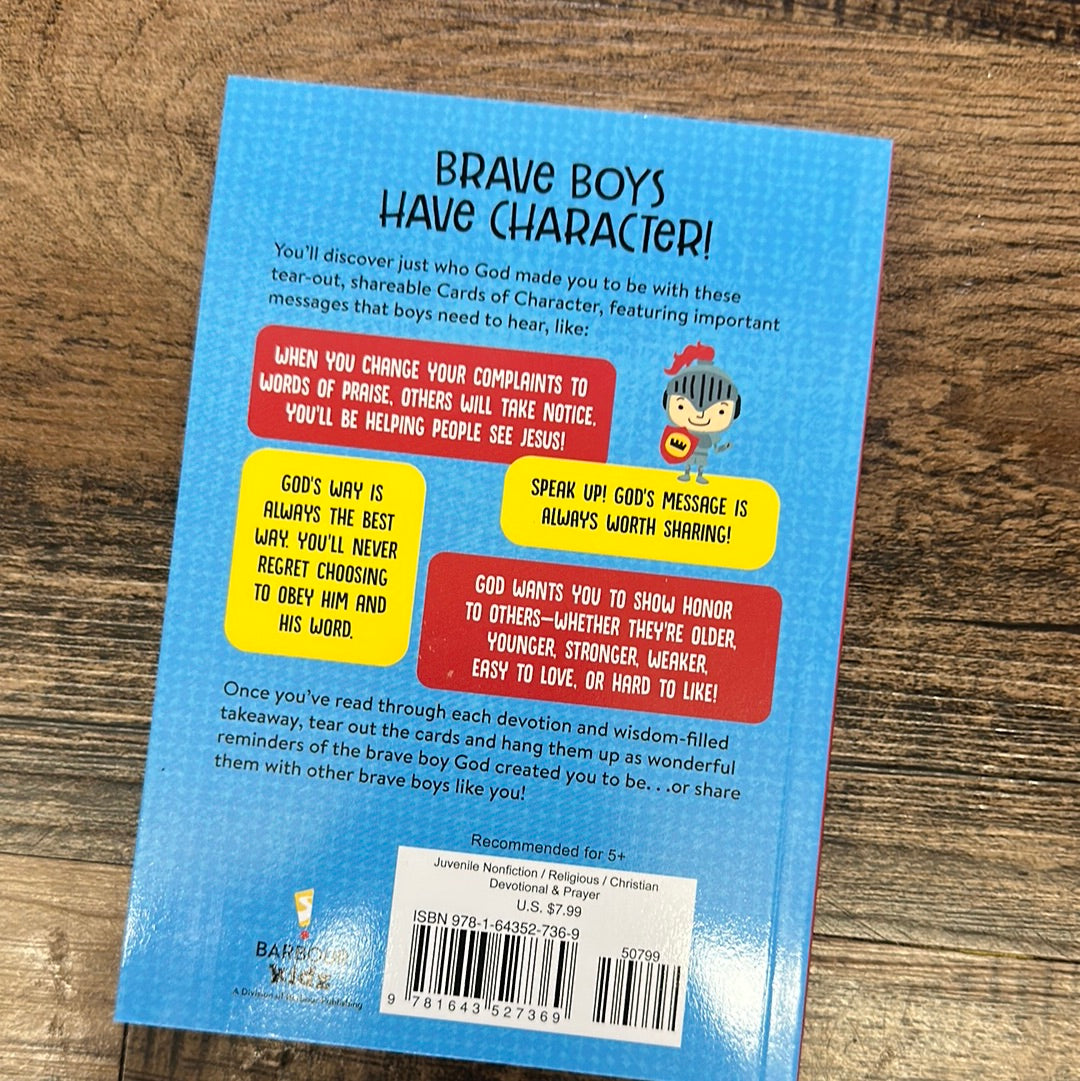 BRAVE BOYS
HAVE CHARACTER!
You'll discover just who God made you to be with these
tear-out, shareable Cards of Character, featuring important
messages that boys need to hear, like:
WHEN YOU CHANGE YOUR COMPLAINTS TO
WORDS OF PRAISE, OTHERS WILL TAKE NOTICE.
YOU'LL BE HELPING PEOPLE SEE JESUS!
GOD'S WAY IS
ALWAYS THE BEST
WAY. YOU'LL NEVER
REGRET CHOOSING
TO OBEY HIM AND
HIS WORD.
SPEAK UP! GOD'S MESSAGE IS
ALWAYS WORTH SHARING!
GOD WANTS YOU TO SHOW HONOR
TO OTHERS—WHETHER THEY'RE OLDER,
YOUNGER, STRONGER, WEAKER,
EASY TO LOVE, OR HARD TO LIKE!
Once you've read through each devotion and wisdom-filled
takeaway, tear out the cards and hang them up as wonderful
reminders of the brave boy God created you to be. . .or share
them with other brave boys like you!
Recommended for 5+
Juvenile Nonfiction / Religious / Christian
Devotional & Prayer
U.S. $7.99
ISBN 978-1-64352-736-9
50799
9 781643 527369
BARBOUR
kidz
A Division of Barbour Publishing